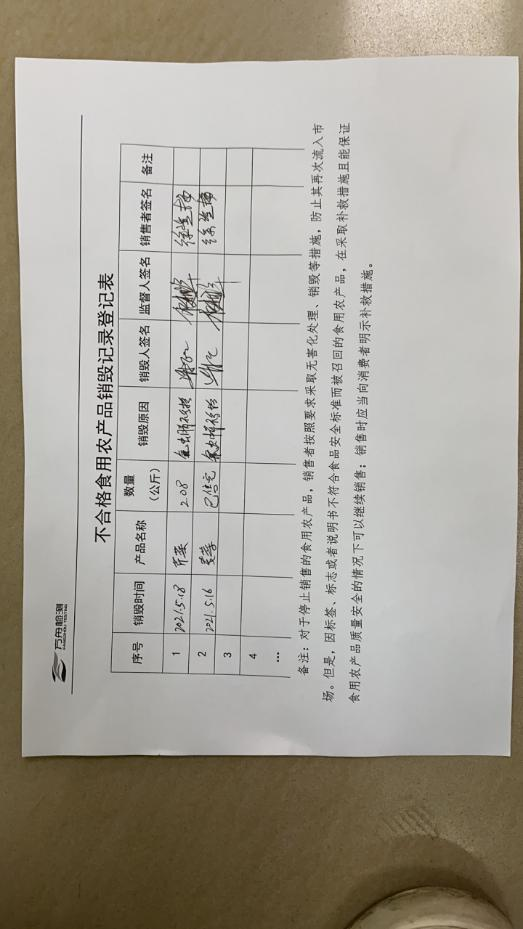 方舟检测
不合格食用农产品销毁记录登记表
序号 销毁时间 产品名称 数量（公斤） 销毁原因 销毁人签名 监督人签名 销售者签名 备注
1 2021.5.18 芹菜 2.08
2 2021.5.16 已售完
3
4
…
备注：对于停止销售的食用农产品，销售者按照要求采取无害化处理、销毁等措施，防止其再次流入市
场。但是，因标签、标志或者说明书不符合食品安全标准而被召回的食用农产品，在采取补救措施且能保证
食用农产品质量安全的情况下可以继续销售；销售时应当向消费者明示补救措施。